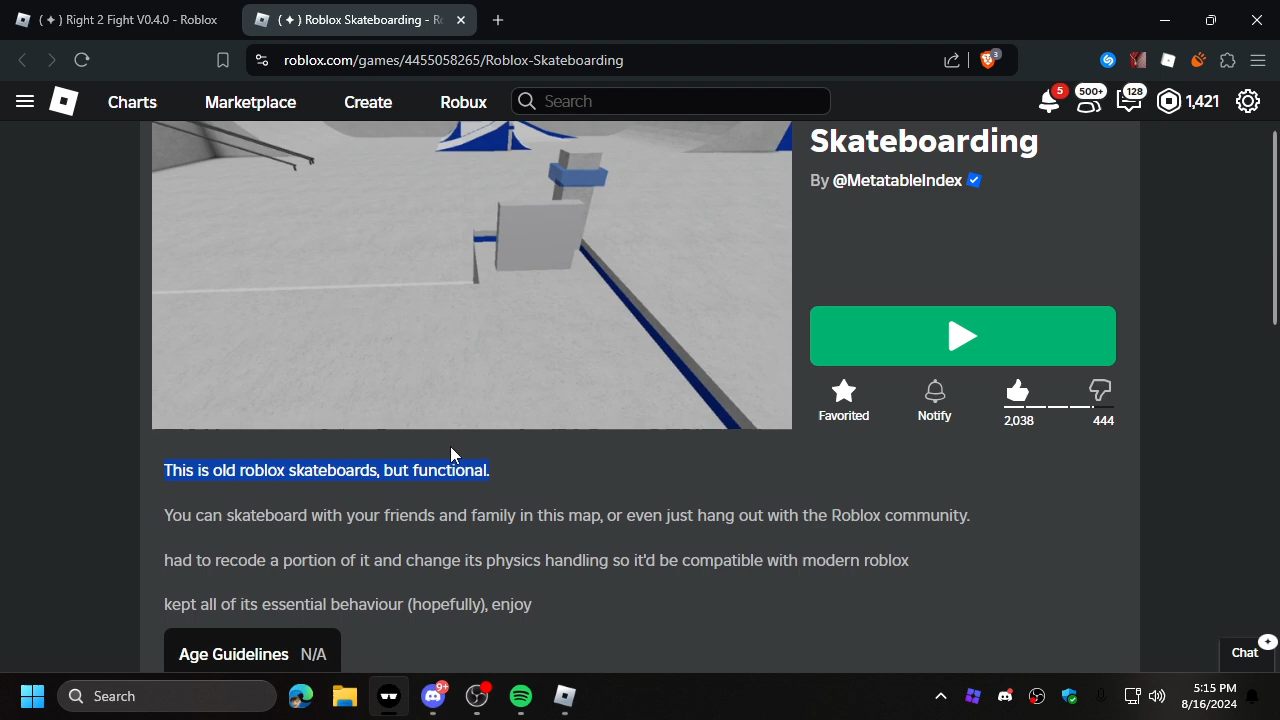 ( ✦ ) Right 2 Fight V0.4.0 - Roblox
( ✦ ) Roblox Skateboarding - Ro
roblox.com/games/4455058265/Roblox-Skateboarding
3
Charts
Marketplace
Create
Robux
Search
5
500+
128
1,421
Skateboarding
By @MetatableIndex
Favorited
Notify
2,038
444
This is old roblox skateboards, but functional.
You can skateboard with your friends and family in this map, or even just hang out with the Roblox community.
had to recode a portion of it and change its physics handling so it'd be compatible with modern roblox
kept all of its essential behaviour (hopefully), enjoy
Age Guidelines N/A
Chat
Search
9+
5:15 PM
8/16/2024